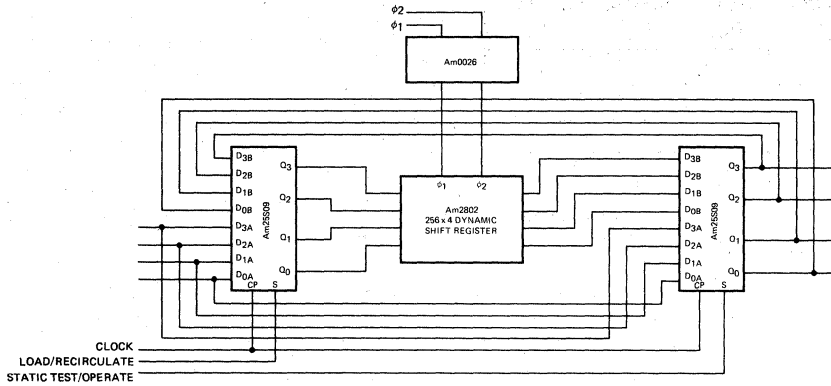 ϕ2
ϕ1
Am0026
D3B
D2B
D1B
D0B
D3A
D2A
D1A
D0A
CP
S
Q3
Q2
Q1
Q0
Am25S09
ϕ1
ϕ2
Am2802
256 x 4 DYNAMIC
SHIFT REGISTER
D3B
D2B
D1B
D0B
D3A
D2A
D1A
D0A
CP
S
Q3
Q2
Q1
Q0
Am25S09
CLOCK
LOAD/RECIRCULATE
STATIC TEST/OPERATE